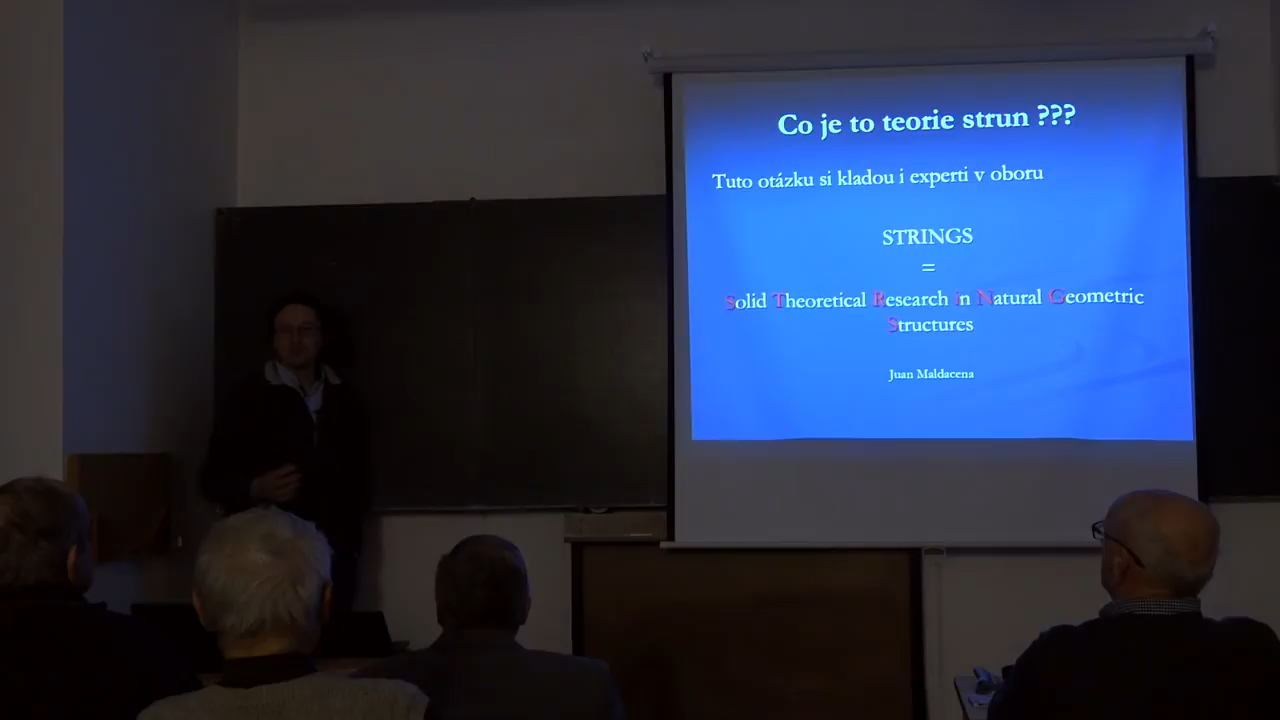 Co je to teorie strun ???
Tuto otázku si kladou i experti v oboru
STRINGS
=
Solid Theoretical Research in Natural Geometric
Structures
Juan Maldacena